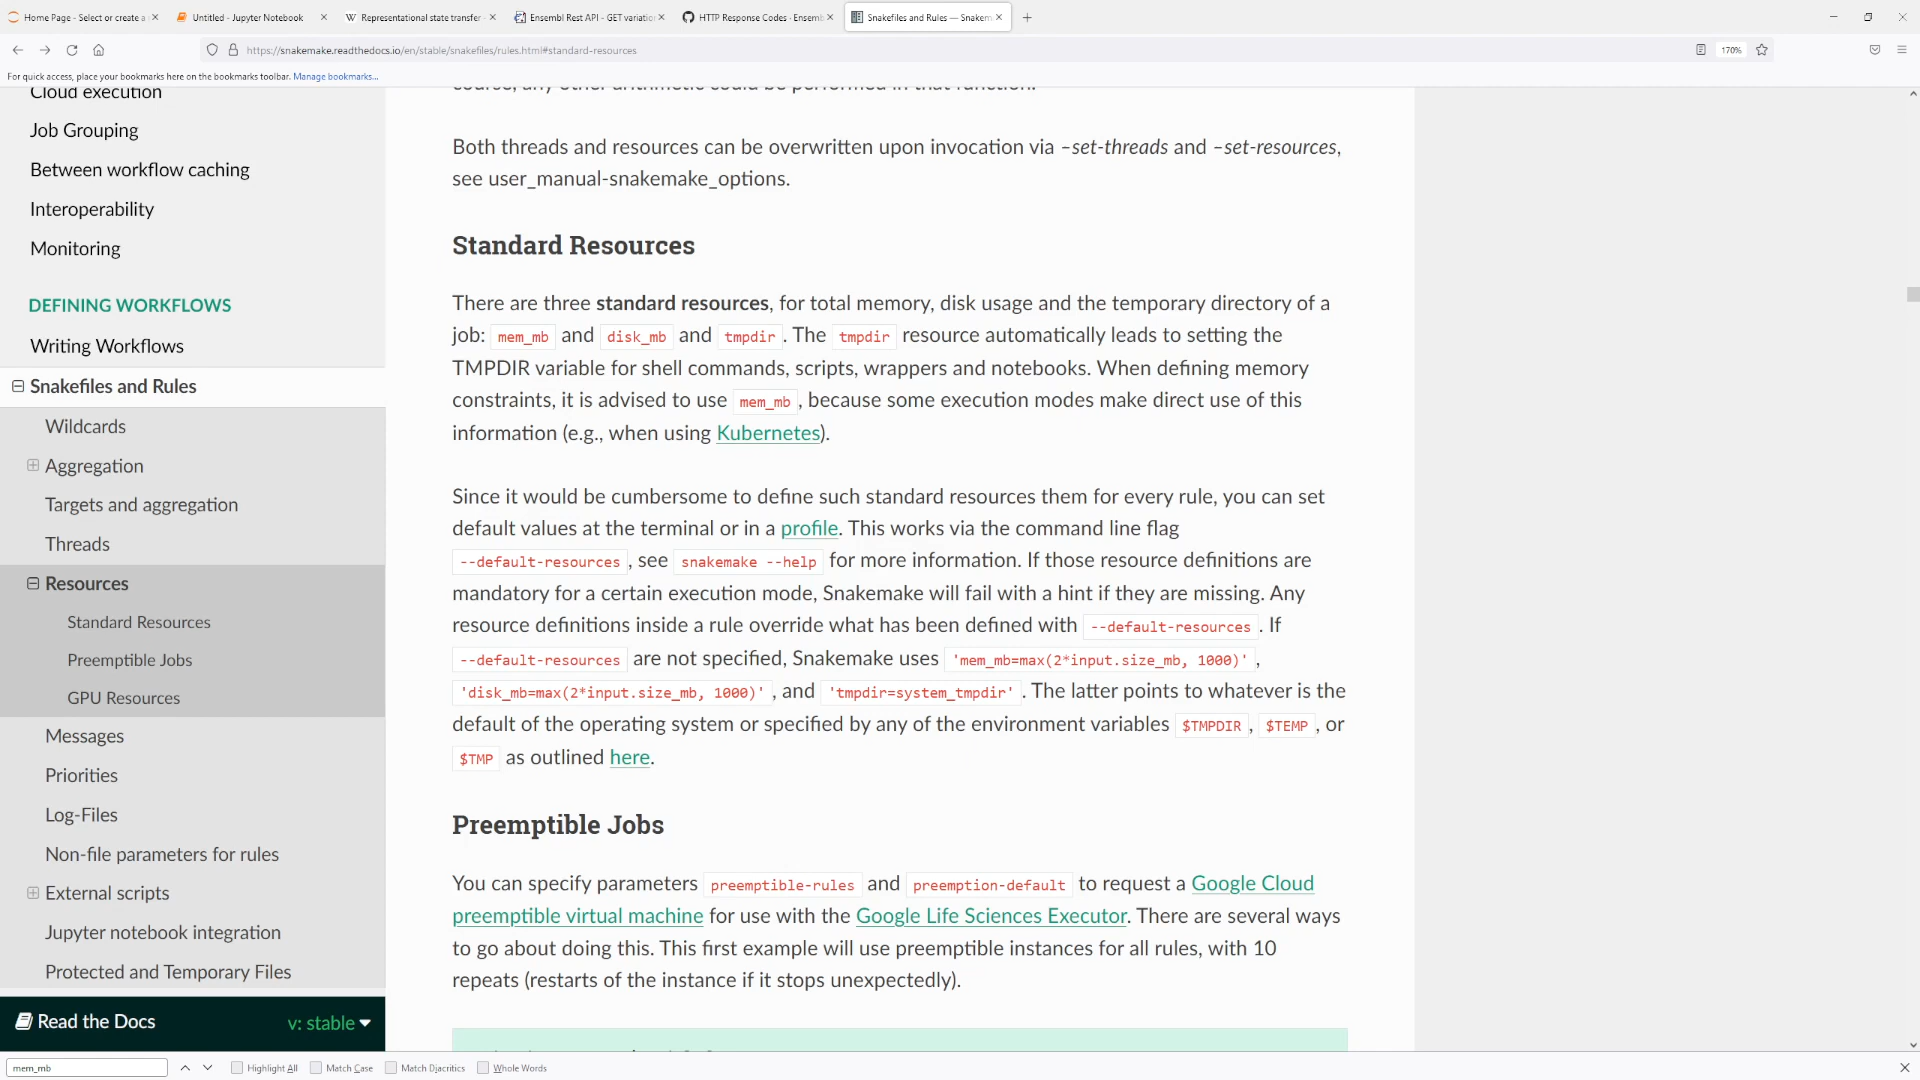 Home Page - Select or create a
Untitled - Jupyter Notebook
Representational state transfer -
Ensembl Rest API - GET variatio
HTTP Response Codes · Ensemb
Snakefiles and Rules — Snakem
https://snakemake.readthedocs.io/en/stable/snakefiles/rules.html#standard-resources
170%
For quick access, place your bookmarks here on the bookmarks toolbar. Manage bookmarks...
Cloud execution
Job Grouping
Between workflow caching
Interoperability
Monitoring
DEFINING WORKFLOWS
Writing Workflows
Snakefiles and Rules
Wildcards
Aggregation
Targets and aggregation
Threads
Resources
Standard Resources
Preemptible Jobs
GPU Resources
Messages
Priorities
Log-Files
Non-file parameters for rules
External scripts
Jupyter notebook integration
Protected and Temporary Files
Read the Docs
v: stable
course, any other arithmetic could be performed in that function.
Both threads and resources can be overwritten upon invocation via –set-threads and –set-resources,
see user_manual-snakemake_options.
Standard Resources
There are three standard resources, for total memory, disk usage and the temporary directory of a
job: mem_mb and disk_mb and tmpdir. The tmpdir resource automatically leads to setting the
TMPDIR variable for shell commands, scripts, wrappers and notebooks. When defining memory
constraints, it is advised to use mem_mb, because some execution modes make direct use of this
information (e.g., when using Kubernetes).
Since it would be cumbersome to define such standard resources them for every rule, you can set
default values at the terminal or in a profile. This works via the command line flag
--default-resources, see snakemake --help for more information. If those resource definitions are
mandatory for a certain execution mode, Snakemake will fail with a hint if they are missing. Any
resource definitions inside a rule override what has been defined with --default-resources. If
--default-resources are not specified, Snakemake uses 'mem_mb=max(2*input.size_mb, 1000)',
'disk_mb=max(2*input.size_mb, 1000)', and 'tmpdir=system_tmpdir'. The latter points to whatever is the
default of the operating system or specified by any of the environment variables $TMPDIR, $TEMP, or
$TMP as outlined here.
Preemptible Jobs
You can specify parameters preemptible-rules and preemption-default to request a Google Cloud
preemptible virtual machine for use with the Google Life Sciences Executor. There are several ways
to go about doing this. This first example will use preemptible instances for all rules, with 10
repeats (restarts of the instance if it stops unexpectedly).
mem_mb
Highlight All
Match Case
Match Diacritics
Whole Words